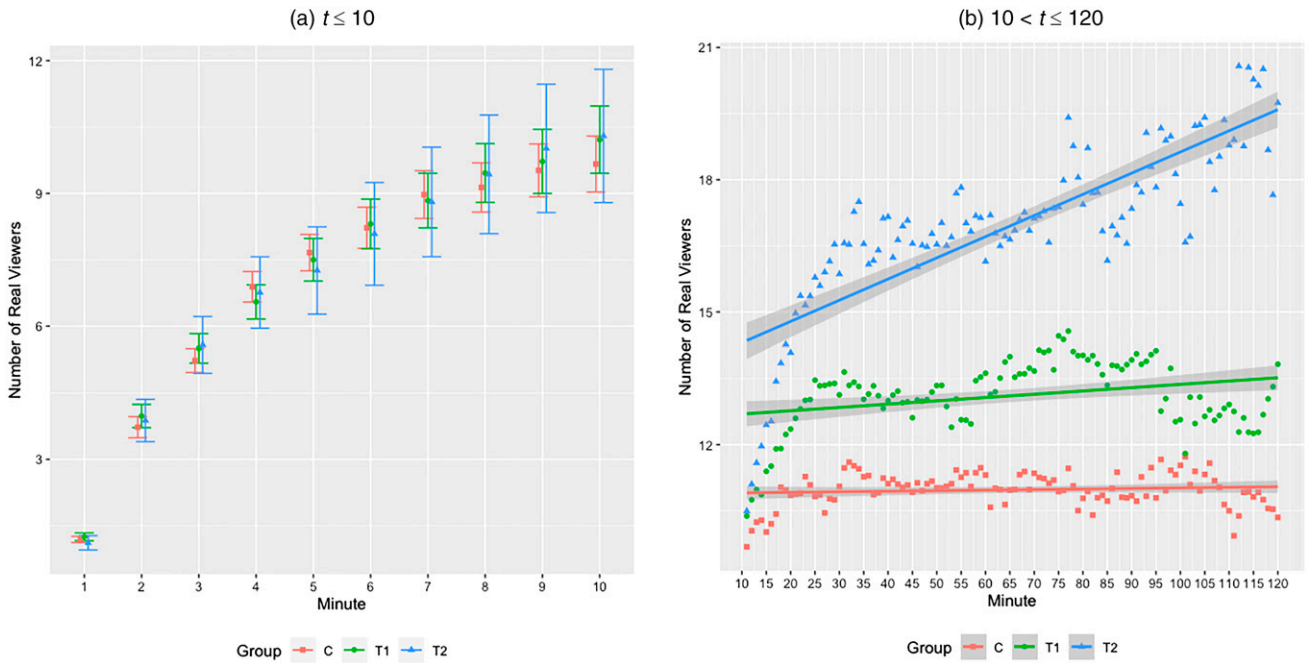 (a) t ≤ 10
Number of Real Viewers
12
9
6
3
1 2 3 4 5 6 7 8 9 10
Minute
Group C T1 T2
(b) 10 < t ≤ 120
Number of Real Viewers
21
18
15
12
10 15 20 25 30 35 40 45 50 55 60 65 70 75 80 85 90 95 100 105 110 115 120
Minute
Group C T1 T2